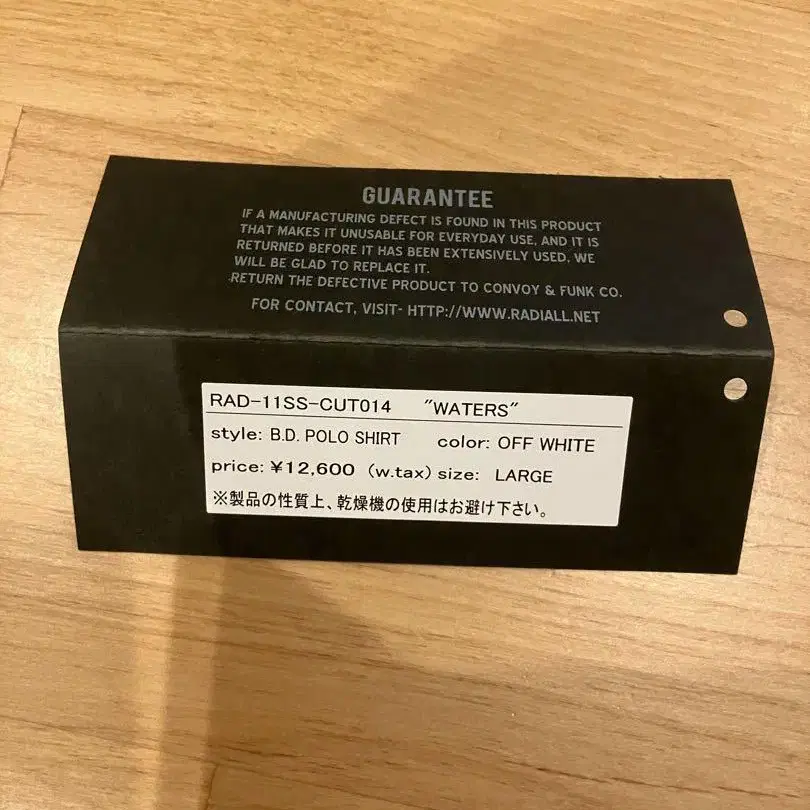 GUARANTEE
IF A MANUFACTURING DEFECT IS FOUND IN THIS PRODUCT
THAT MAKES IT UNUSABLE FOR EVERYDAY USE, AND IT IS
RETURNED BEFORE IT HAS BEEN EXTENSIVELY USED, WE
WILL BE GLAD TO REPLACE IT.
RETURN THE DEFECTIVE PRODUCT TO CONVOY & FUNK CO.
FOR CONTACT, VISIT- HTTP://WWW.RADIALL.NET
RAD-11SS-CUT014 "WATERS"
style: B.D. POLO SHIRT color: OFF WHITE
price: ¥12,600 (w.tax) size: LARGE
※製品の性質上、乾燥機の使用はお避け下さい。